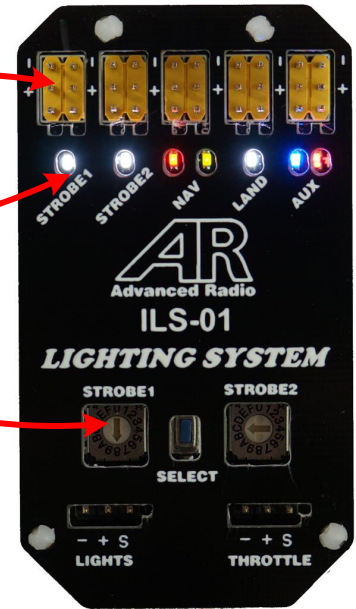 - - - - -
+ + + + +
STROBE1 STROBE2 NAV LAND AUX
AR
Advanced Radio
ILS-01
LIGHTING SYSTEM
STROBE1 STROBE2
SELECT
- + S - + S
LIGHTS THROTTLE